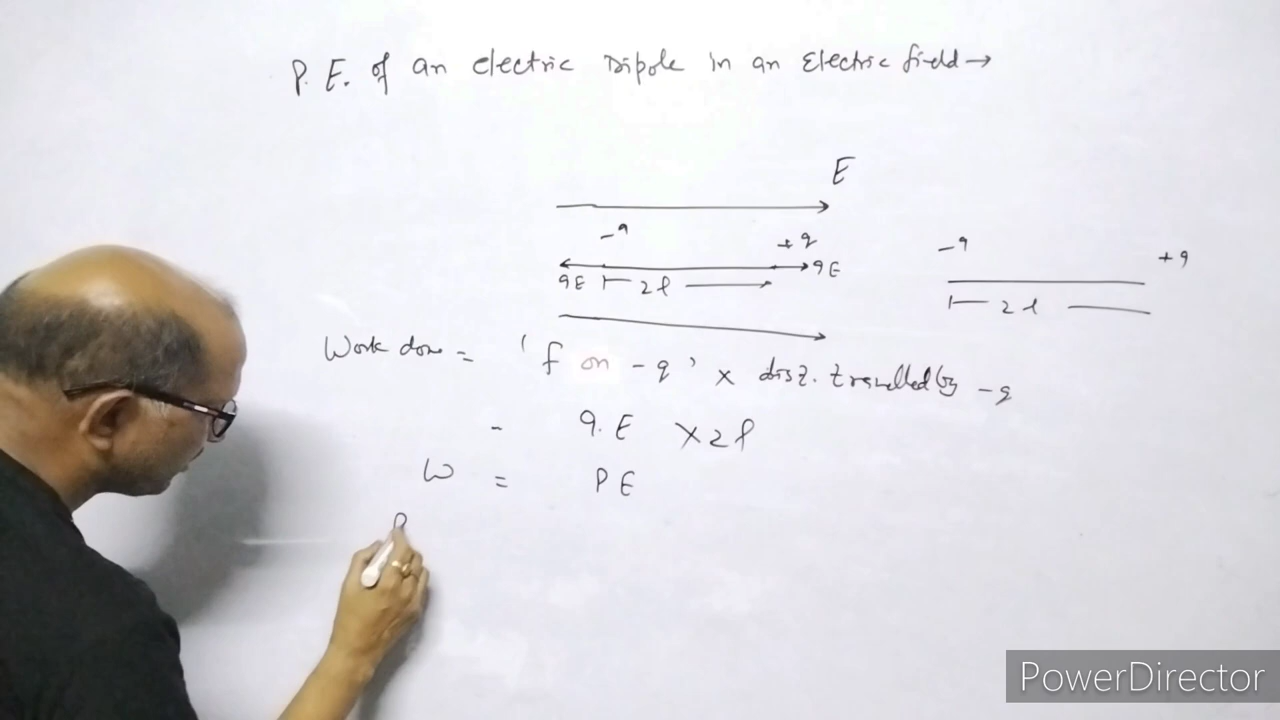 P. E. of an electric Dipole in an Electric field →
E
-q +q
qE 2l qE
-q +q
2l
Work done = 'f on -q' × dist. travelled by -q
= q.E × 2l
W = PE
P
PowerDirector